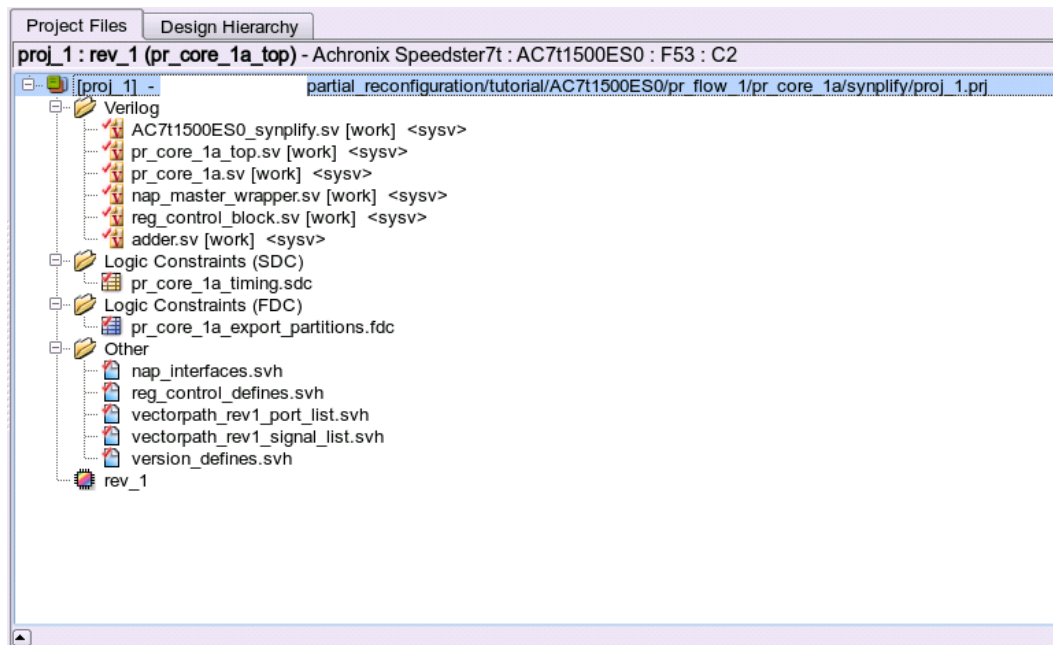 Project Files Design Hierarchy
proj_1 : rev_1 (pr_core_1a_top) - Achronix Speedster7t : AC7t1500ES0 : F53 : C2
[proj_1] - partial_reconfiguration/tutorial/AC7t1500ES0/pr_flow_1/pr_core_1a/synplify/proj_1.prj
Verilog
AC7t1500ES0_synplify.sv [work] <sysv>
pr_core_1a_top.sv [work] <sysv>
pr_core_1a.sv [work] <sysv>
nap_master_wrapper.sv [work] <sysv>
reg_control_block.sv [work] <sysv>
adder.sv [work] <sysv>
Logic Constraints (SDC)
pr_core_1a_timing.sdc
Logic Constraints (FDC)
pr_core_1a_export_partitions.fdc
Other
nap_interfaces.svh
reg_control_defines.svh
vectorpath_rev1_port_list.svh
vectorpath_rev1_signal_list.svh
version_defines.svh
rev_1